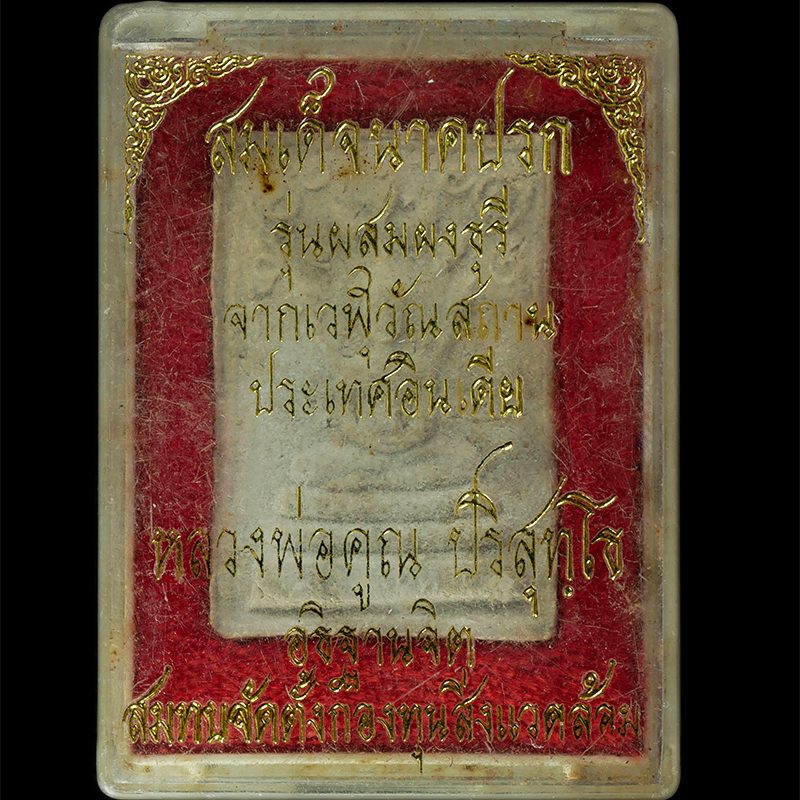 สมเด็จนาคปรก
รุ่นผสมผงธุรี
จากเวฬุวัณสถาน
ประเทศอินเดีย
หลวงพ่อคูณ ปริสุทฺโธ
อธิฐานจิต
สมทบจัดตั้งกองทุนสิ่งแวดล้อม